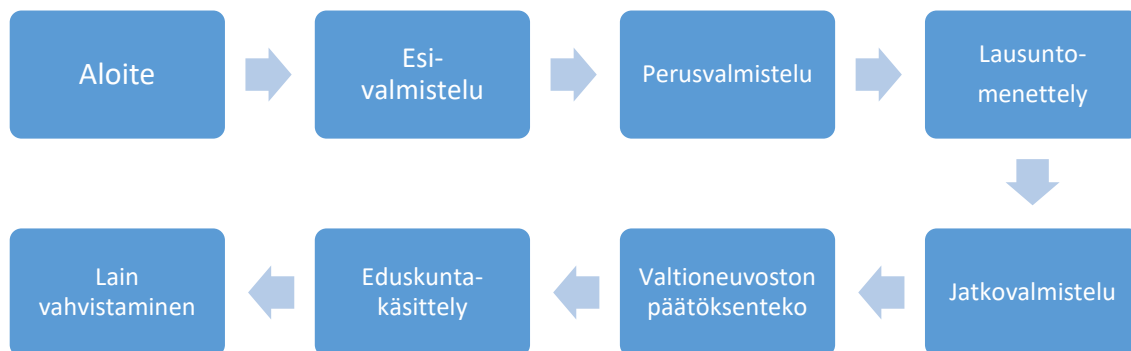 Aloite
Esi-
valmistelu
Perusvalmistelu
Lausunto-
menettely
Jatkovalmistelu
Valtioneuvoston
päätöksenteko
Eduskunta-
käsittely
Lain
vahvistaminen